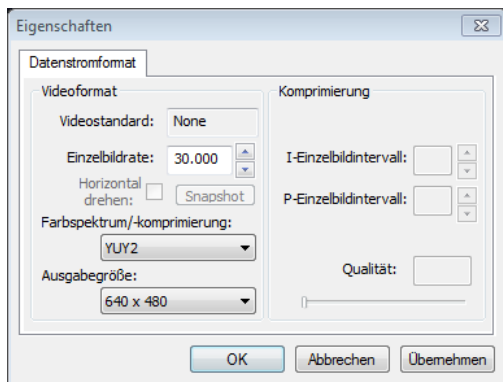 Eigenschaften
Datenstromformat
Videoformat
Videostandard: None
Einzelbildrate: 30.000
Horizontal
drehen: Snapshot
Farbspektrum/-komprimierung:
YUY2
Ausgabegröße:
640 x 480
Komprimierung
I-Einzelbildintervall:
P-Einzelbildintervall:
Qualität:
OK Abbrechen Übernehmen